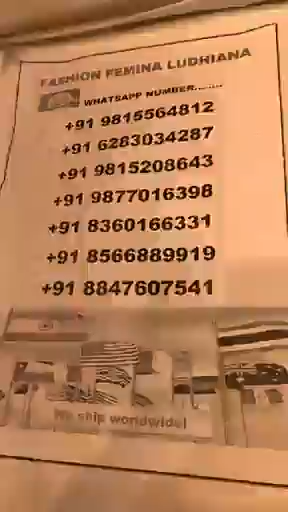 FASHION FEMINA LUDHIANA
WHATSAPP NUMBER.......
+91 9815564812
+91 6283034287
+91 9815208643
+91 9877016398
+91 8360166331
+91 8566889919
+91 8847607541
We ship worldwide!